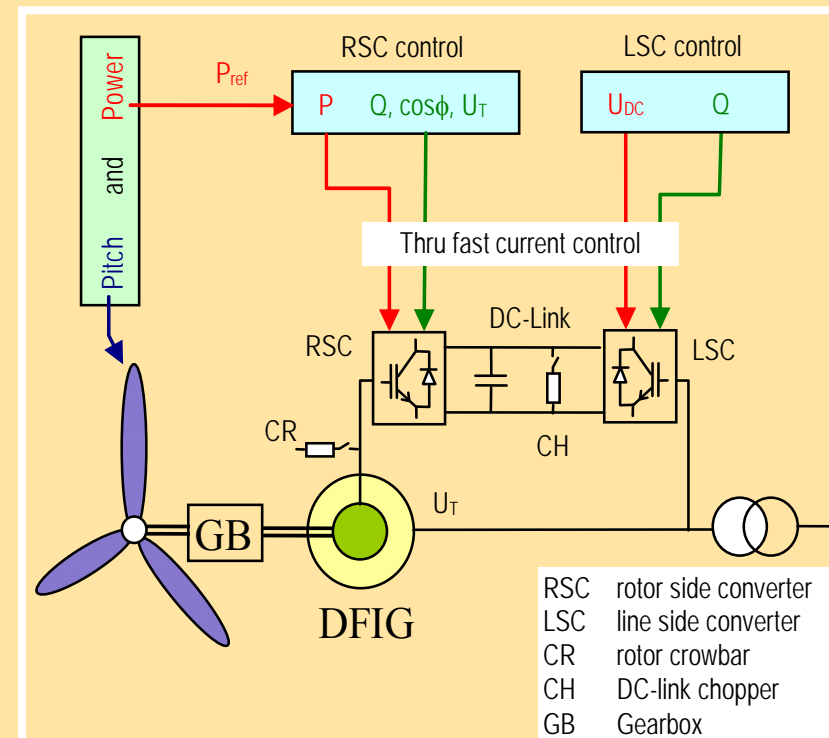 RSC control
LSC control
Pitch and Power
Pref
P Q, cosϕ, UT
UDC Q
Thru fast current control
DC-Link
RSC
LSC
CR
CH
UT
GB
DFIG
RSC rotor side converter
LSC line side converter
CR rotor crowbar
CH DC-link chopper
GB Gearbox